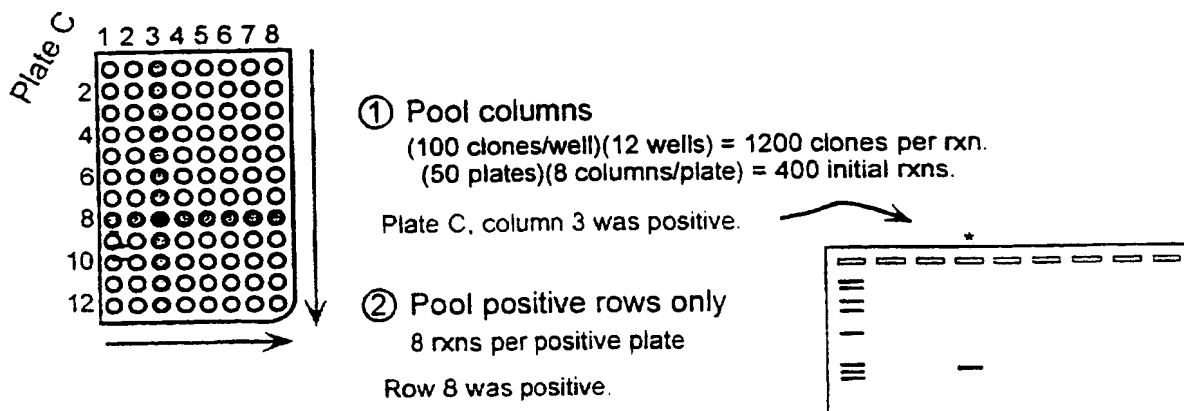 Plate C
1 2 3 4 5 6 7 8
2
4
6
8
10
12
① Pool columns
(100 clones/well)(12 wells) = 1200 clones per rxn.
(50 plates)(8 columns/plate) = 400 initial rxns.
Plate C, column 3 was positive.
*
② Pool positive rows only
8 rxns per positive plate
Row 8 was positive.